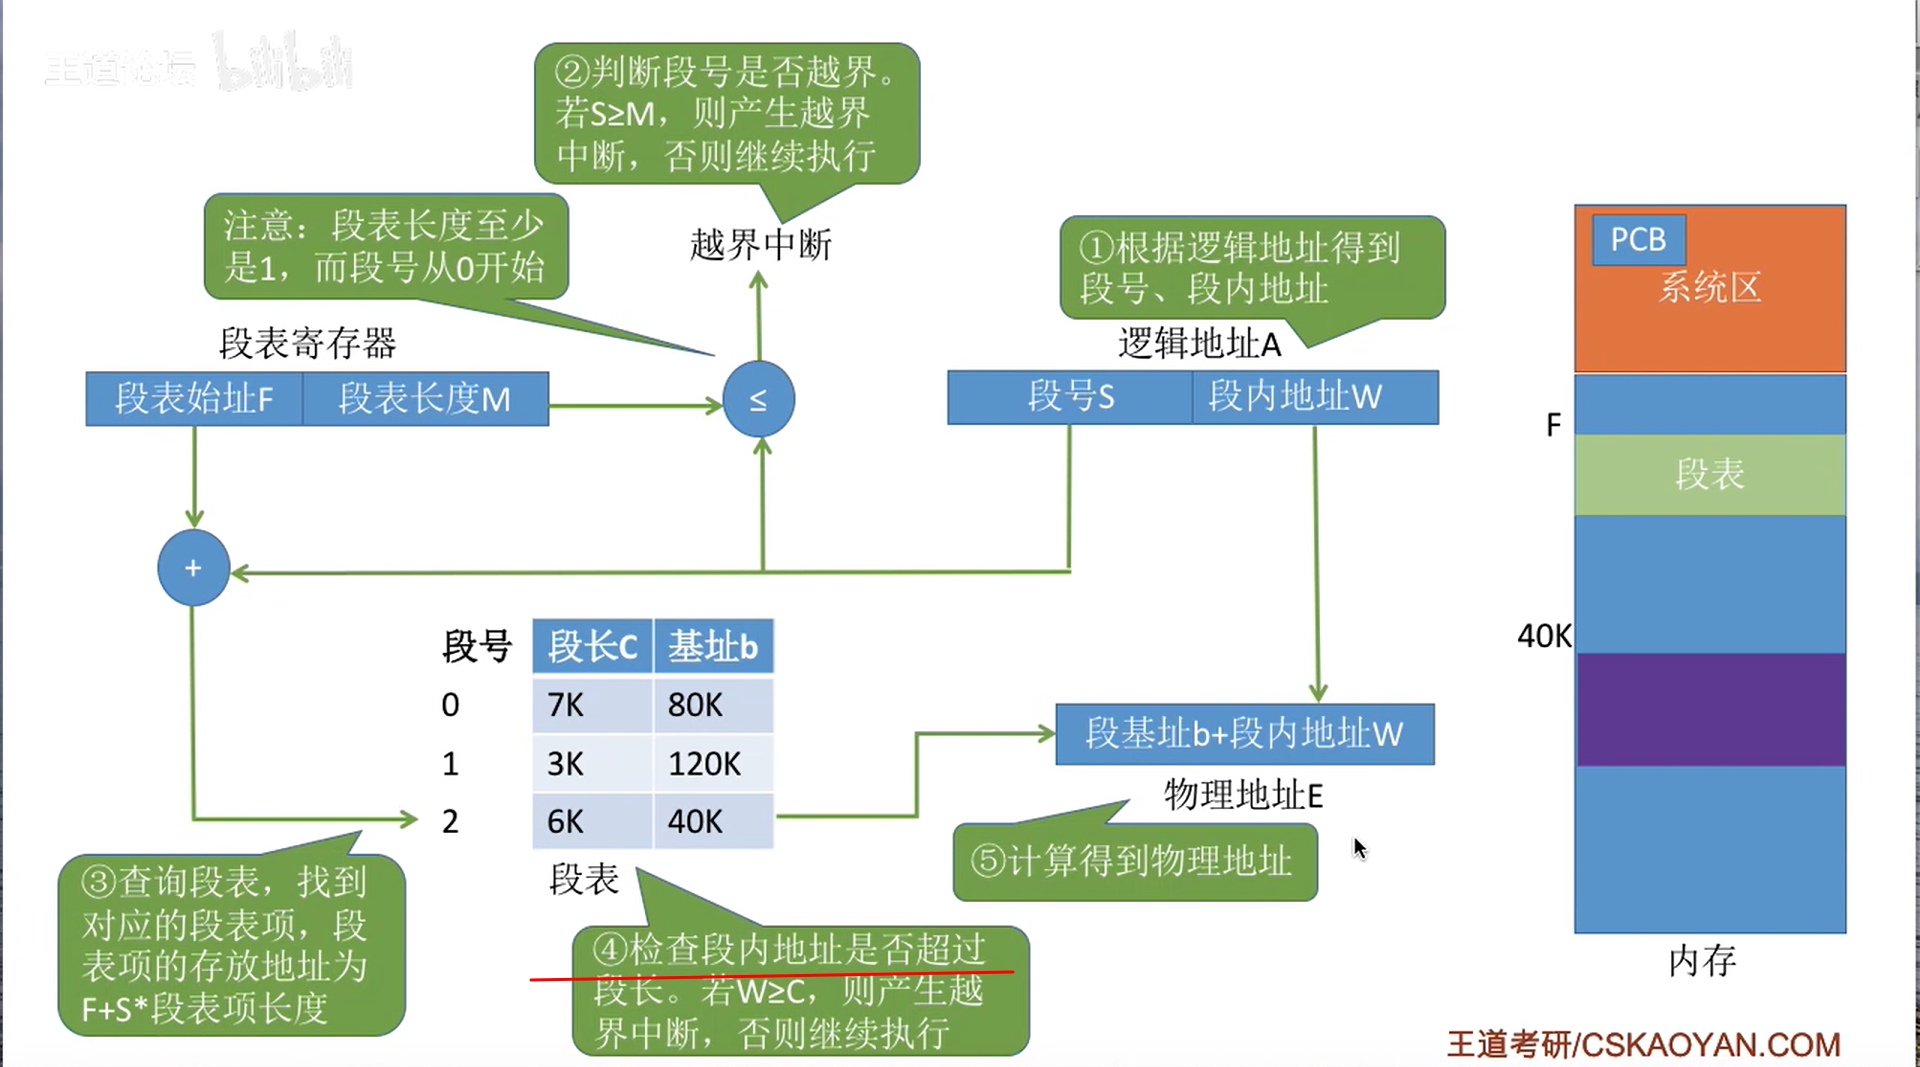 王道论坛 bilibili
②判断段号是否越界。
若S≥M，则产生越界
中断，否则继续执行
注意：段表长度至少
是1，而段号从0开始
越界中断
①根据逻辑地址得到
段号、段内地址
PCB
系统区
段表寄存器
逻辑地址A
段表始址F 段表长度M
≤
段号S 段内地址W
F
段表
+
40K
段号 段长C 基址b
0 7K 80K
1 3K 120K
2 6K 40K
段表
段基址b+段内地址W
物理地址E
⑤计算得到物理地址
③查询段表，找到
对应的段表项，段
表项的存放地址为
F+S*段表项长度
④检查段内地址是否超过
段长。若W≥C，则产生越
界中断，否则继续执行
内存
王道考研/CSKAOYAN.COM